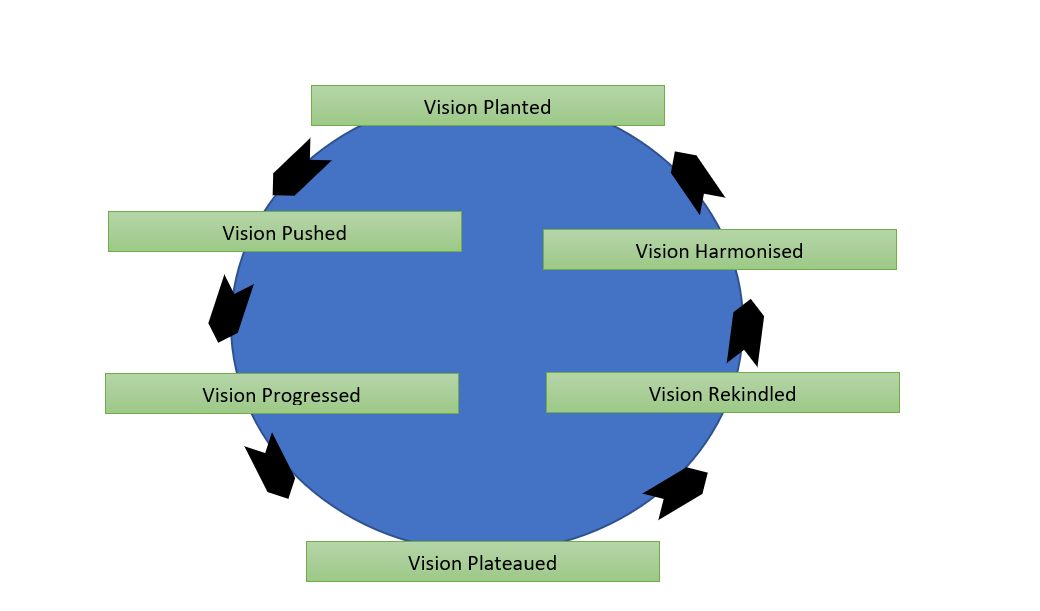 Vision Planted
Vision Pushed
Vision Harmonised
Vision Progressed
Vision Rekindled
Vision Plateaued